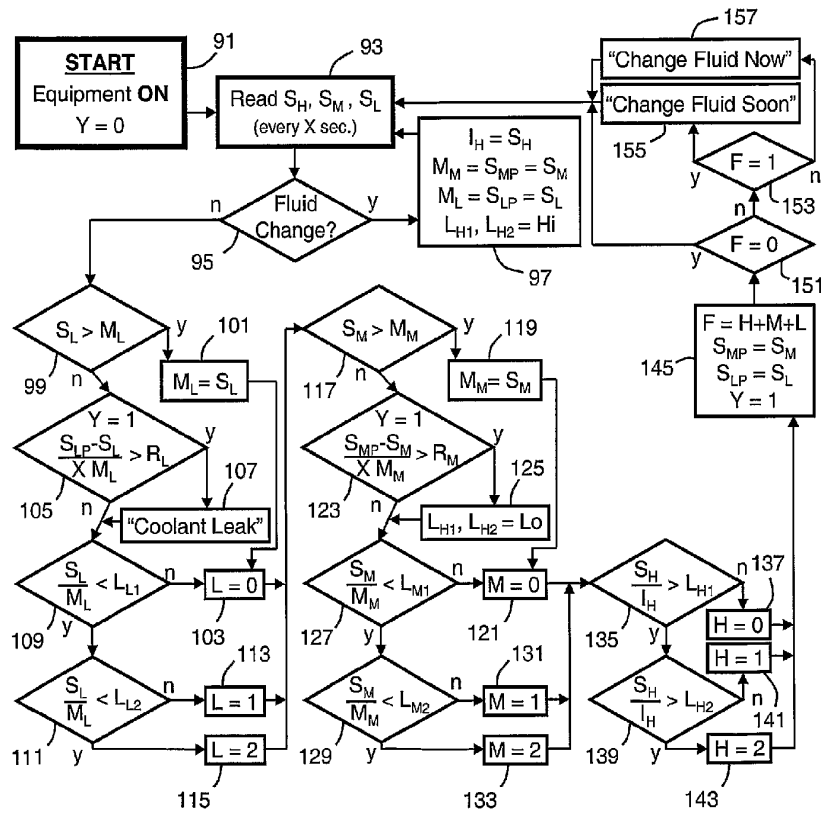 91
START
Equipment ON
Y = 0
93
Read S_H, S_M, S_L
(every X sec.)
157
"Change Fluid Now"
"Change Fluid Soon"
155
I_H = S_H
M_M = S_MP = S_M
M_L = S_LP = S_L
L_H1, L_H2 = Hi
97
n
Fluid
Change?
y
95
F = 1
y
n
153
n
F = 0
y
151
F = H+M+L
S_MP = S_M
S_LP = S_L
Y = 1
145
S_L > M_L
y
99
n
101
M_L = S_L
Y = 1
S_LP-S_L
X M_L
> R_L
y
105
n
107
"Coolant Leak"
S_L
M_L
< L_L1
n
109
y
L = 0
103
S_L
M_L
< L_L2
n
111
y
113
L = 1
L = 2
115
S_M > M_M
y
117
n
119
M_M = S_M
Y = 1
S_MP-S_M
X M_M
> R_M
y
123
n
125
L_H1, L_H2 = Lo
S_M
M_M
< L_M1
n
127
y
M = 0
121
S_M
M_M
< L_M2
n
129
y
131
M = 1
M = 2
133
S_H
I_H
> L_H1
n
135
y
137
H = 0
H = 1
141
S_H
I_H
> L_H2
n
139
y
H = 2
143